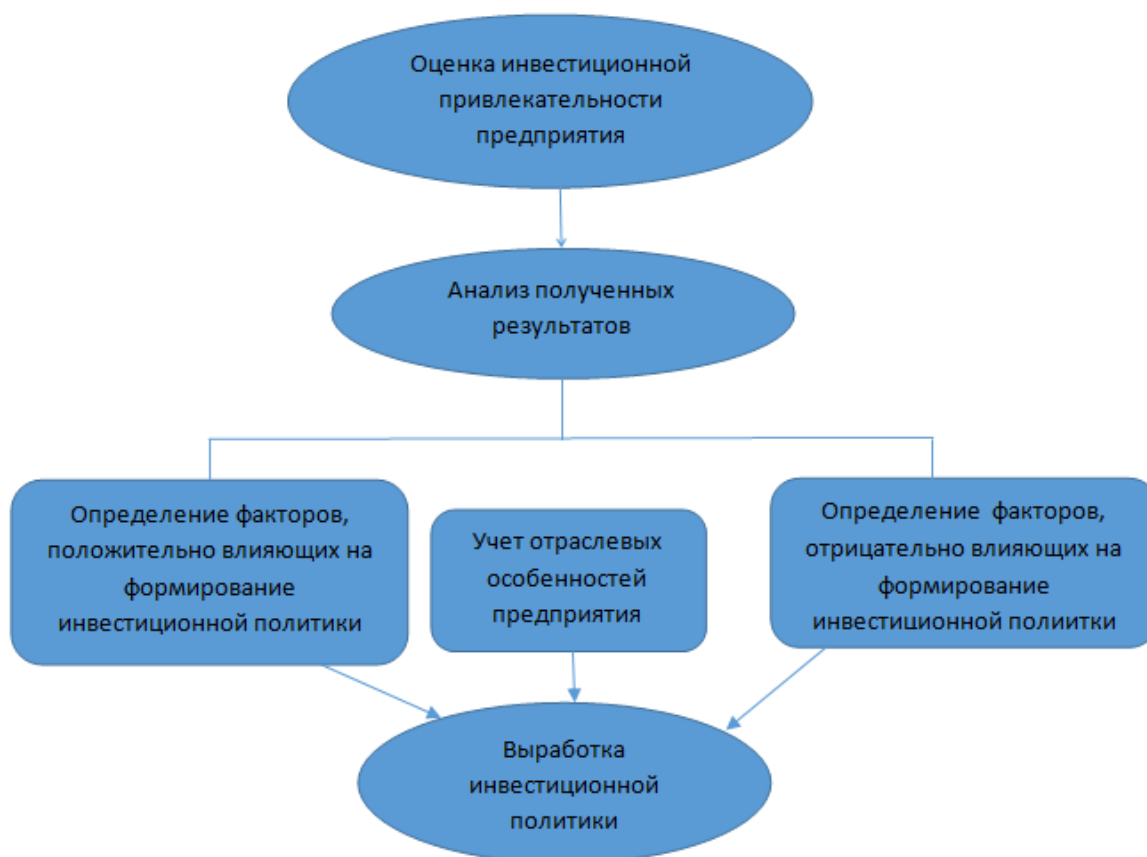 Оценка инвестиционной
привлекательности
предприятия
Анализ полученных
результатов
Определение факторов,
положительно влияющих на
формирование
инвестиционной политики
Учет отраслевых
особенностей
предприятия
Определение  факторов,
отрицательно влияющих на
формирование
инвестиционной полиитки
Выработка
инвестиционной
политики